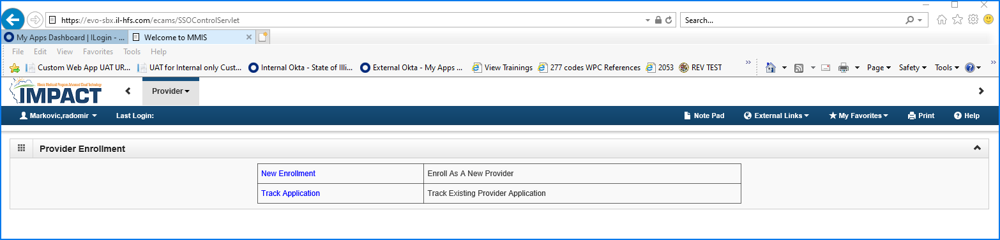 https://evo-sbx.il-hfs.com/ecams/SSOControlServlet
Search...
My Apps Dashboard | ILogin - ...
Welcome to MMIS
File Edit View Favorites Tools Help
Custom Web App UAT UR... UAT for Internal only Cust... Internal Okta - State of Illi... External Okta - My Apps ... View Trainings 277 codes WPC References 2053 REV TEST
Page Safety Tools
Illinois Medicaid Program Advanced Cloud Technology
IMPACT
Provider
Markovic,radomir Last Login: Note Pad External Links My Favorites Print Help
Provider Enrollment
New Enrollment Enroll As A New Provider
Track Application Track Existing Provider Application